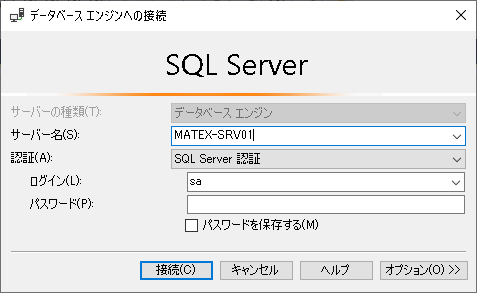 データベース エンジンへの接続
SQL Server
サーバーの種類(T):
データベース エンジン
サーバー名(S):
MATEX-SRV01
認証(A):
SQL Server 認証
ログイン(L):
sa
パスワード(P):
パスワードを保存する(M)
接続(C)
キャンセル
ヘルプ
オプション(O) >>